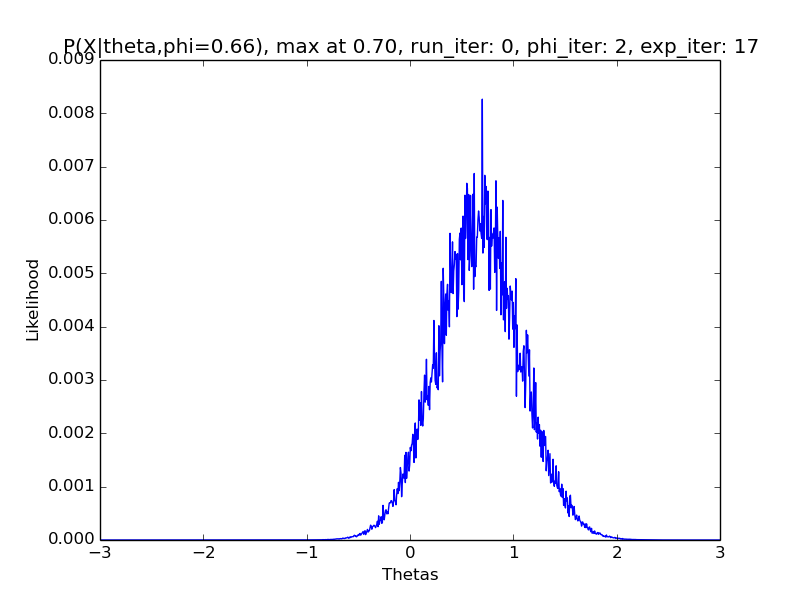 P(X|theta,phi=0.66), max at 0.70, run_iter: 0, phi_iter: 2, exp_iter: 17
0.009
0.008
0.007
0.006
0.005
0.004
0.003
0.002
0.001
0.000
Likelihood
−3 −2 −1 0 1 2 3
Thetas